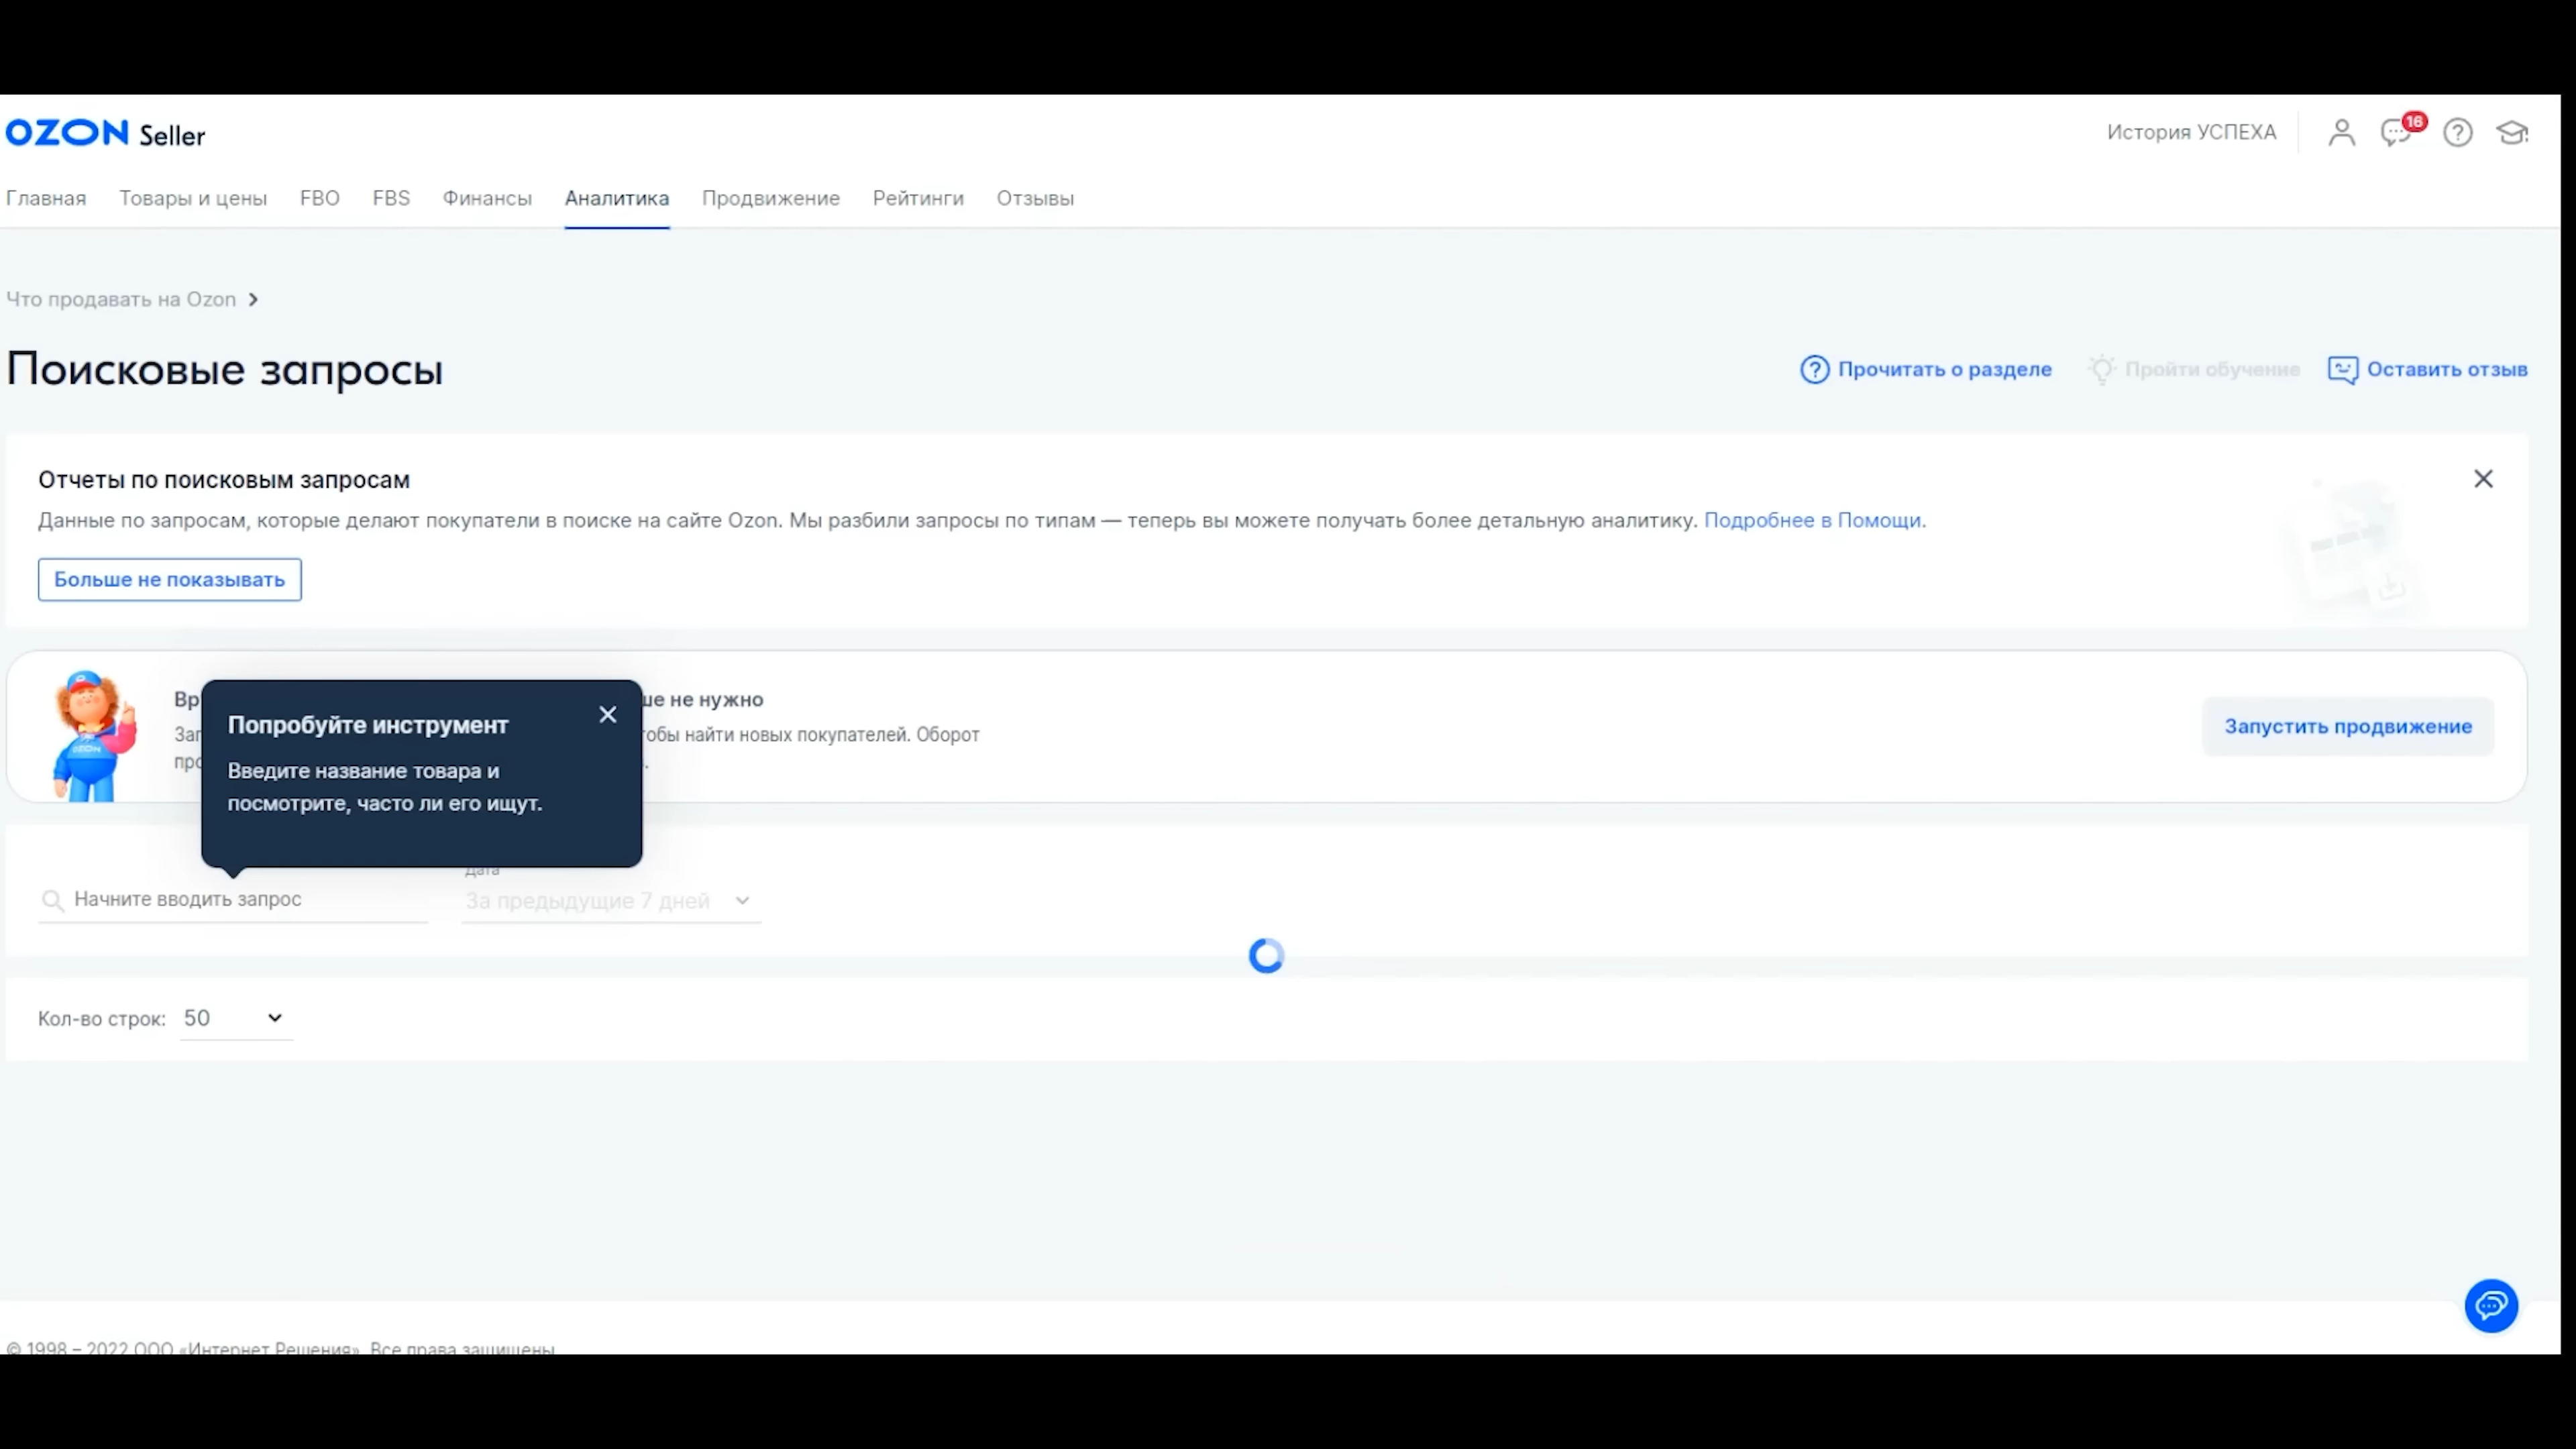 OZON Seller
История УСПЕХА
16
Главная Товары и цены FBO FBS Финансы Аналитика Продвижение Рейтинги Отзывы
Что продавать на Ozon
Поисковые запросы
Прочитать о разделе
Пройти обучение
Оставить отзыв
Отчеты по поисковым запросам
Данные по запросам, которые делают покупатели в поиске на сайте Ozon. Мы разбили запросы по типам — теперь вы можете получать более детальную аналитику. Подробнее в Помощи.
Больше не показывать
не нужно
найти новых покупателей. Оборот
Запустить продвижение
Попробуйте инструмент
Введите название товара и
посмотрите, часто ли его ищут.
OZON
Дата
Начните вводить запрос
За предыдущие 7 дней
Кол-во строк: 50
© 1998 – 2022 ООО «Интернет Решения». Все права защищены